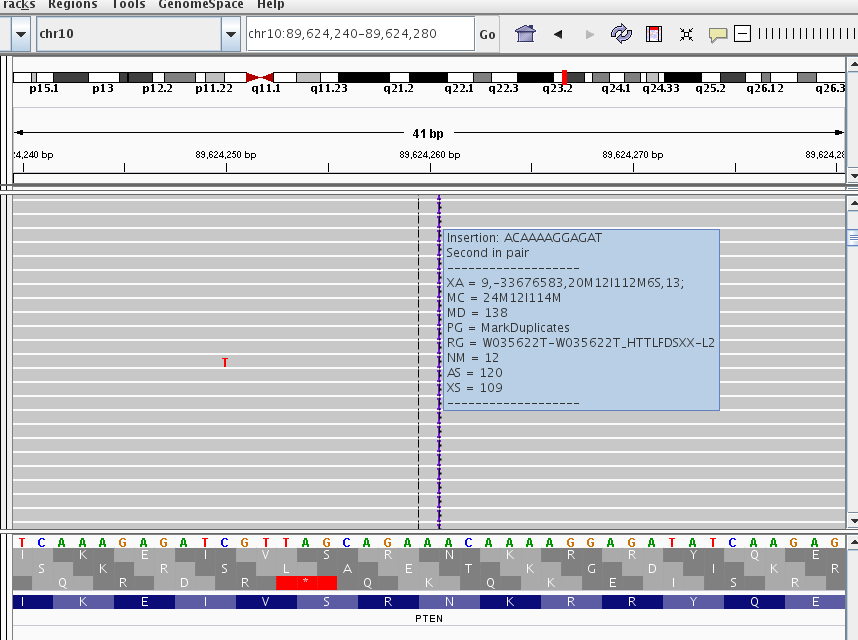 racks Regions Tools GenomeSpace Help
chr10 chr10:89,624,240-89,624,280 Go
p15.1 p13 p12.2 p11.22 q11.1 q11.23 q21.2 q22.1 q22.3 q23.2 q24.1 q24.33 q25.2 q26.12 q26.3
41 bp
24,240 bp 89,624,250 bp 89,624,260 bp 89,624,270 bp 89,624,28
Insertion: ACAAAAGGAGAT
Second in pair
-------------------
XA = 9,-33676583,20M12I112M6S,13;
MC = 24M12I114M
MD = 138
PG = MarkDuplicates
RG = W035622T-W035622T_HTTLFDSXX-L2
T
NM = 12
AS = 120
XS = 109
-------------------
T C A A A G A G A T C G T T A G C A G A A A C A A A A G G A G A T A T C A A G A G
I K E I V S R N K R R Y Q E
S K R S L A E T K G D I K R
Q R D R * Q K Q K E I S R
I K E I V S R N K R R Y Q E
PTEN